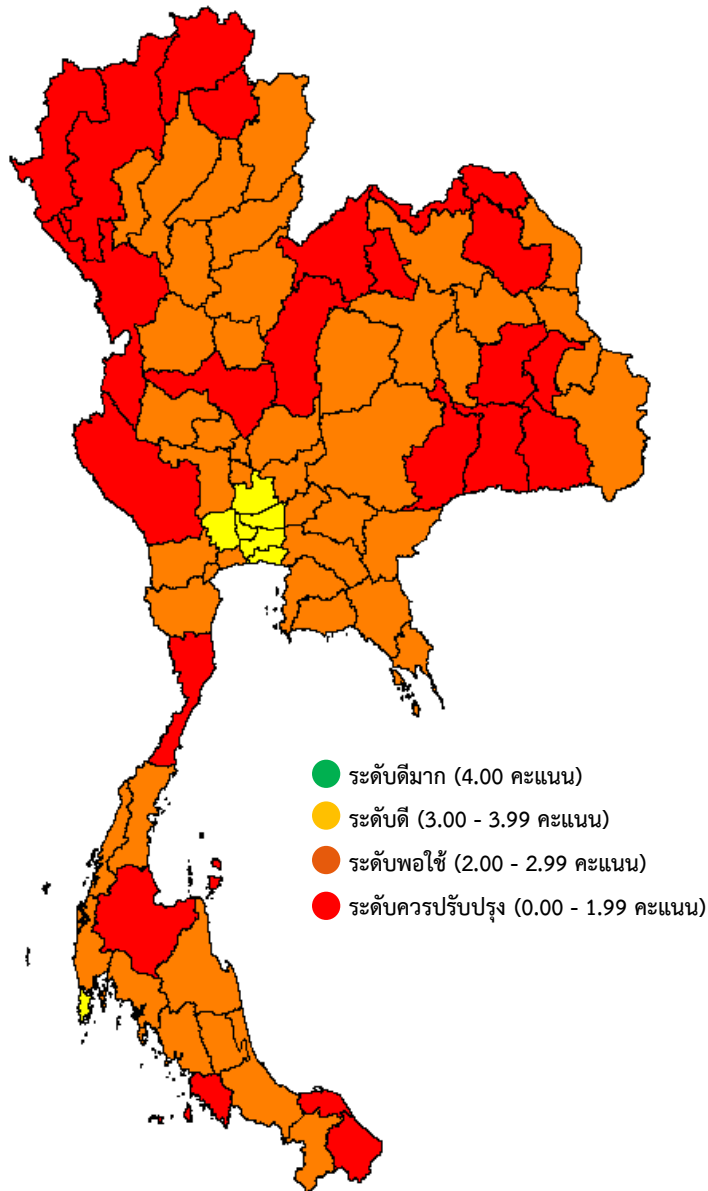 ระดับดีมาก (4.00 คะแนน)
ระดับดี (3.00 - 3.99 คะแนน)
ระดับพอใช้ (2.00 - 2.99 คะแนน)
ระดับควรปรับปรุง (0.00 - 1.99 คะแนน)